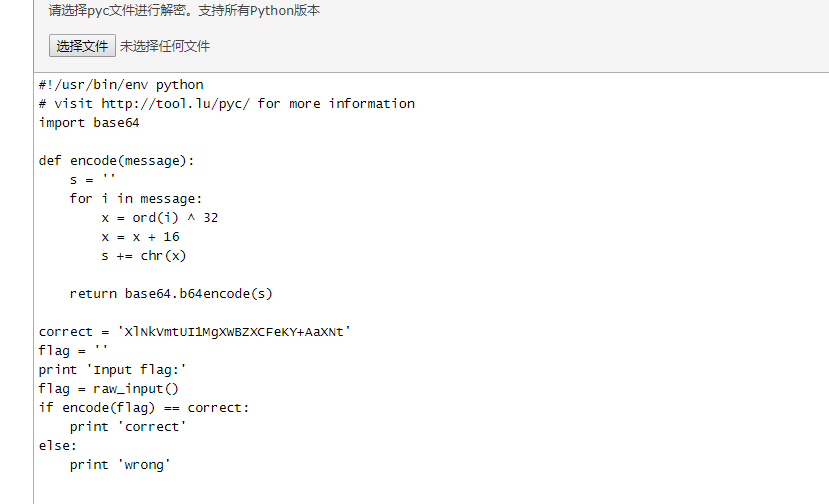 请选择pyc文件进行解密。支持所有Python版本
选择文件 未选择任何文件
#!/usr/bin/env python
# visit http://tool.lu/pyc/ for more information
import base64

def encode(message):
    s = ''
    for i in message:
        x = ord(i) ^ 32
        x = x + 16
        s += chr(x)

    return base64.b64encode(s)

correct = 'XlNkVmtUI1MgXWBZXCFeKY+AaXNt'
flag = ''
print 'Input flag:'
flag = raw_input()
if encode(flag) == correct:
    print 'correct'
else:
    print 'wrong'